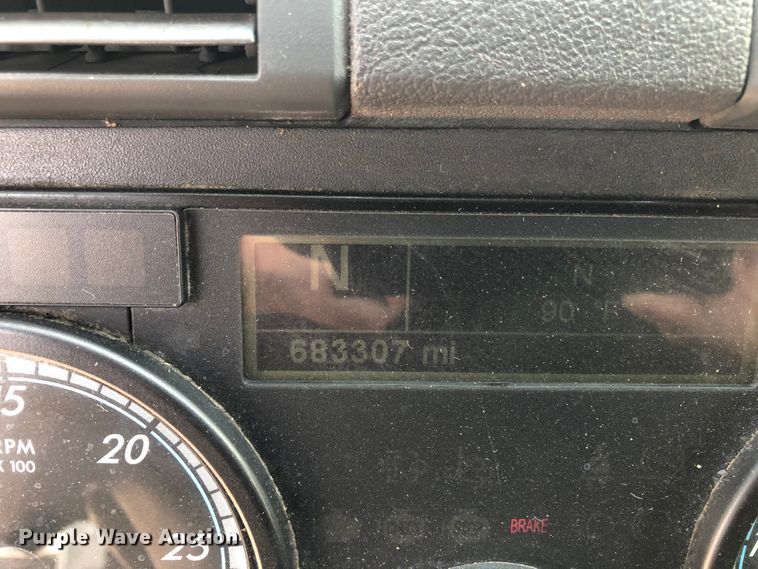 N
N
90 °F
683307 mi
15
20
RPM
X 100
25
BRAKE
Purple Wave Auction